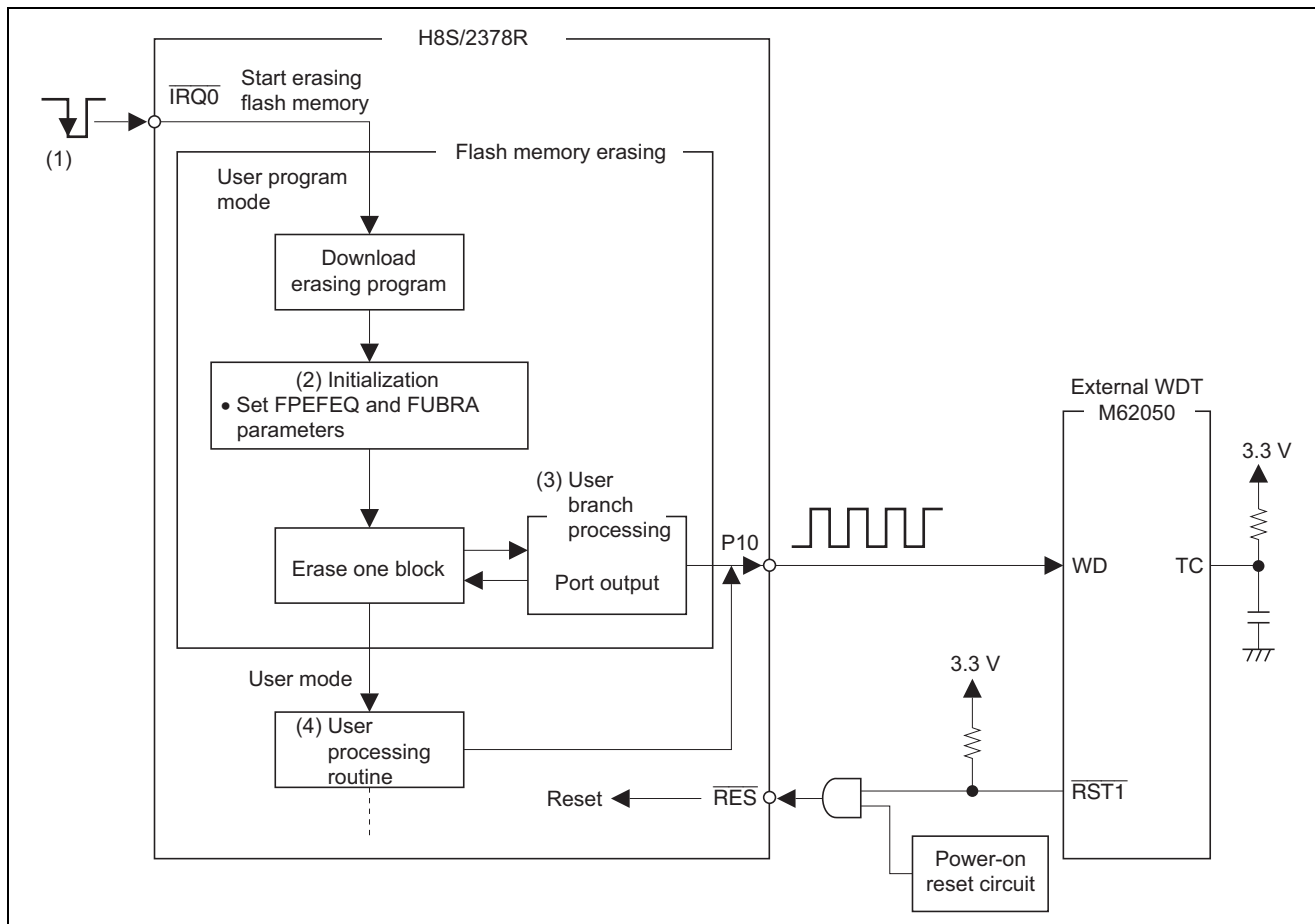 H8S/2378R
IRQ0
Start erasing
flash memory
(1)
Flash memory erasing
User program
mode
Download
erasing program
(2) Initialization
• Set FPEFEQ and FUBRA
parameters
External WDT
M62050
3.3 V
(3) User
branch
processing
P10
Erase one block
Port output
WD
TC
User mode
3.3 V
(4) User
processing
routine
Reset
RES
RST1
Power-on
reset circuit